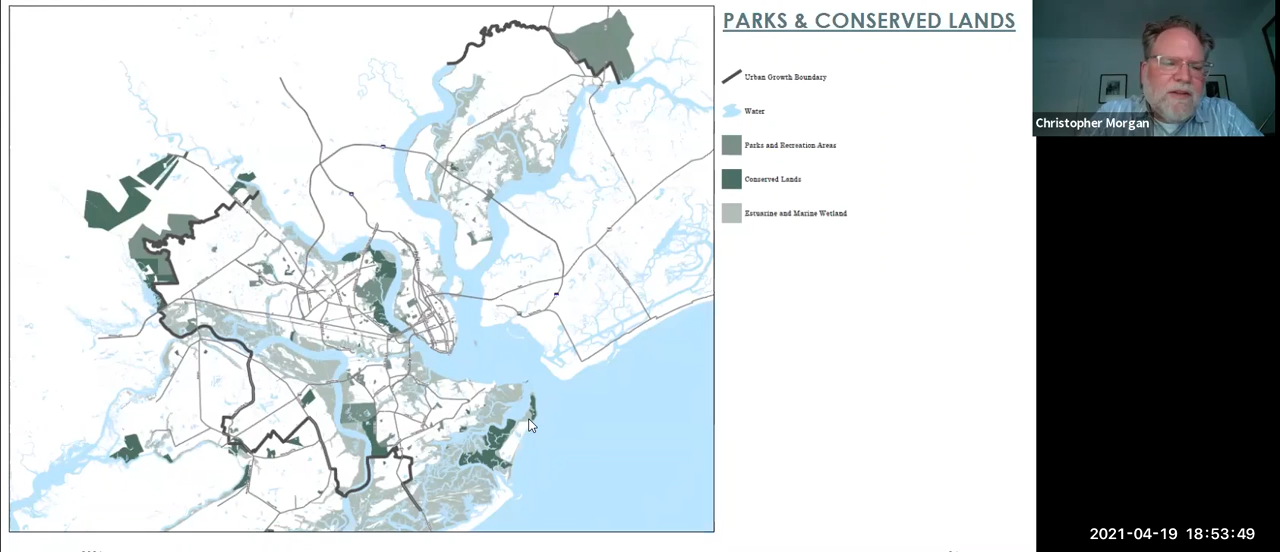 PARKS & CONSERVED LANDS
Urban Growth Boundary
Water
Parks and Recreation Areas
Conserved Lands
Estuarine and Marine Wetland
Christopher Morgan
2021-04-19 18:53:49